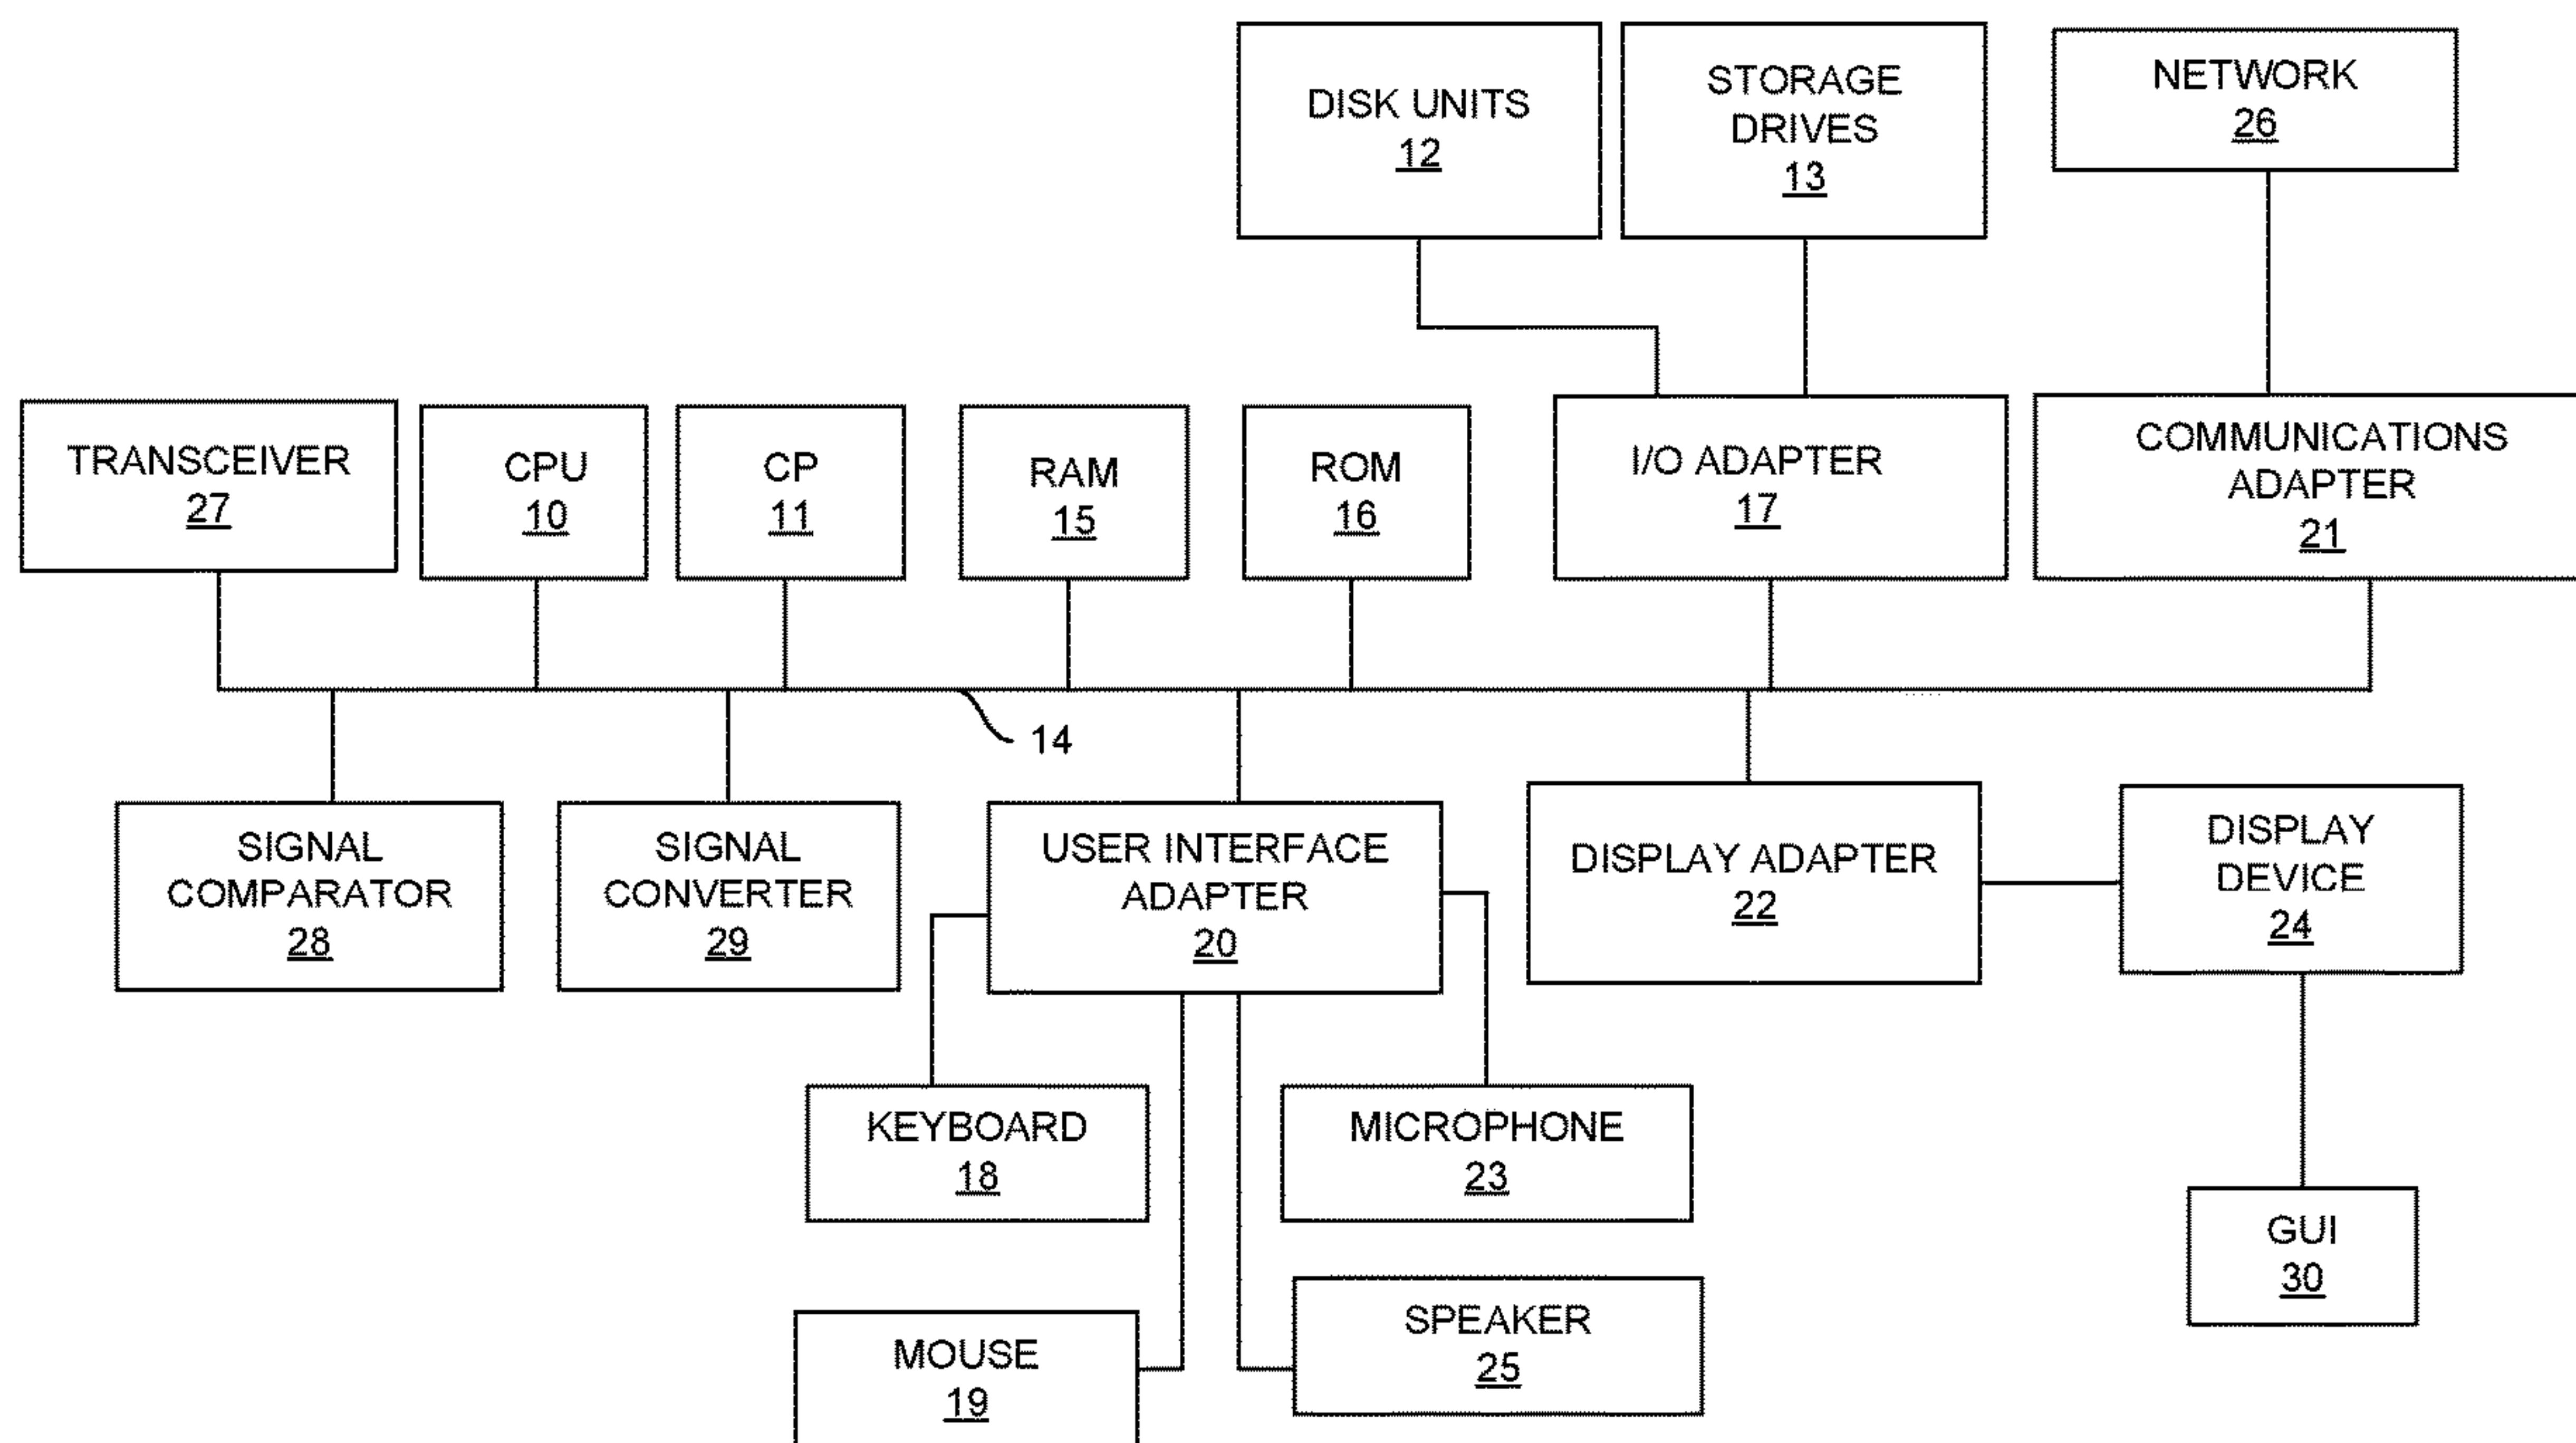 DISK UNITS
12
STORAGE
DRIVES
13
NETWORK
26
TRANSCEIVER
27
CPU
10
CP
11
RAM
15
ROM
16
I/O ADAPTER
17
COMMUNICATIONS
ADAPTER
21
14
SIGNAL
COMPARATOR
28
SIGNAL
CONVERTER
29
USER INTERFACE
ADAPTER
20
DISPLAY ADAPTER
22
DISPLAY
DEVICE
24
KEYBOARD
18
MICROPHONE
23
GUI
30
MOUSE
19
SPEAKER
25